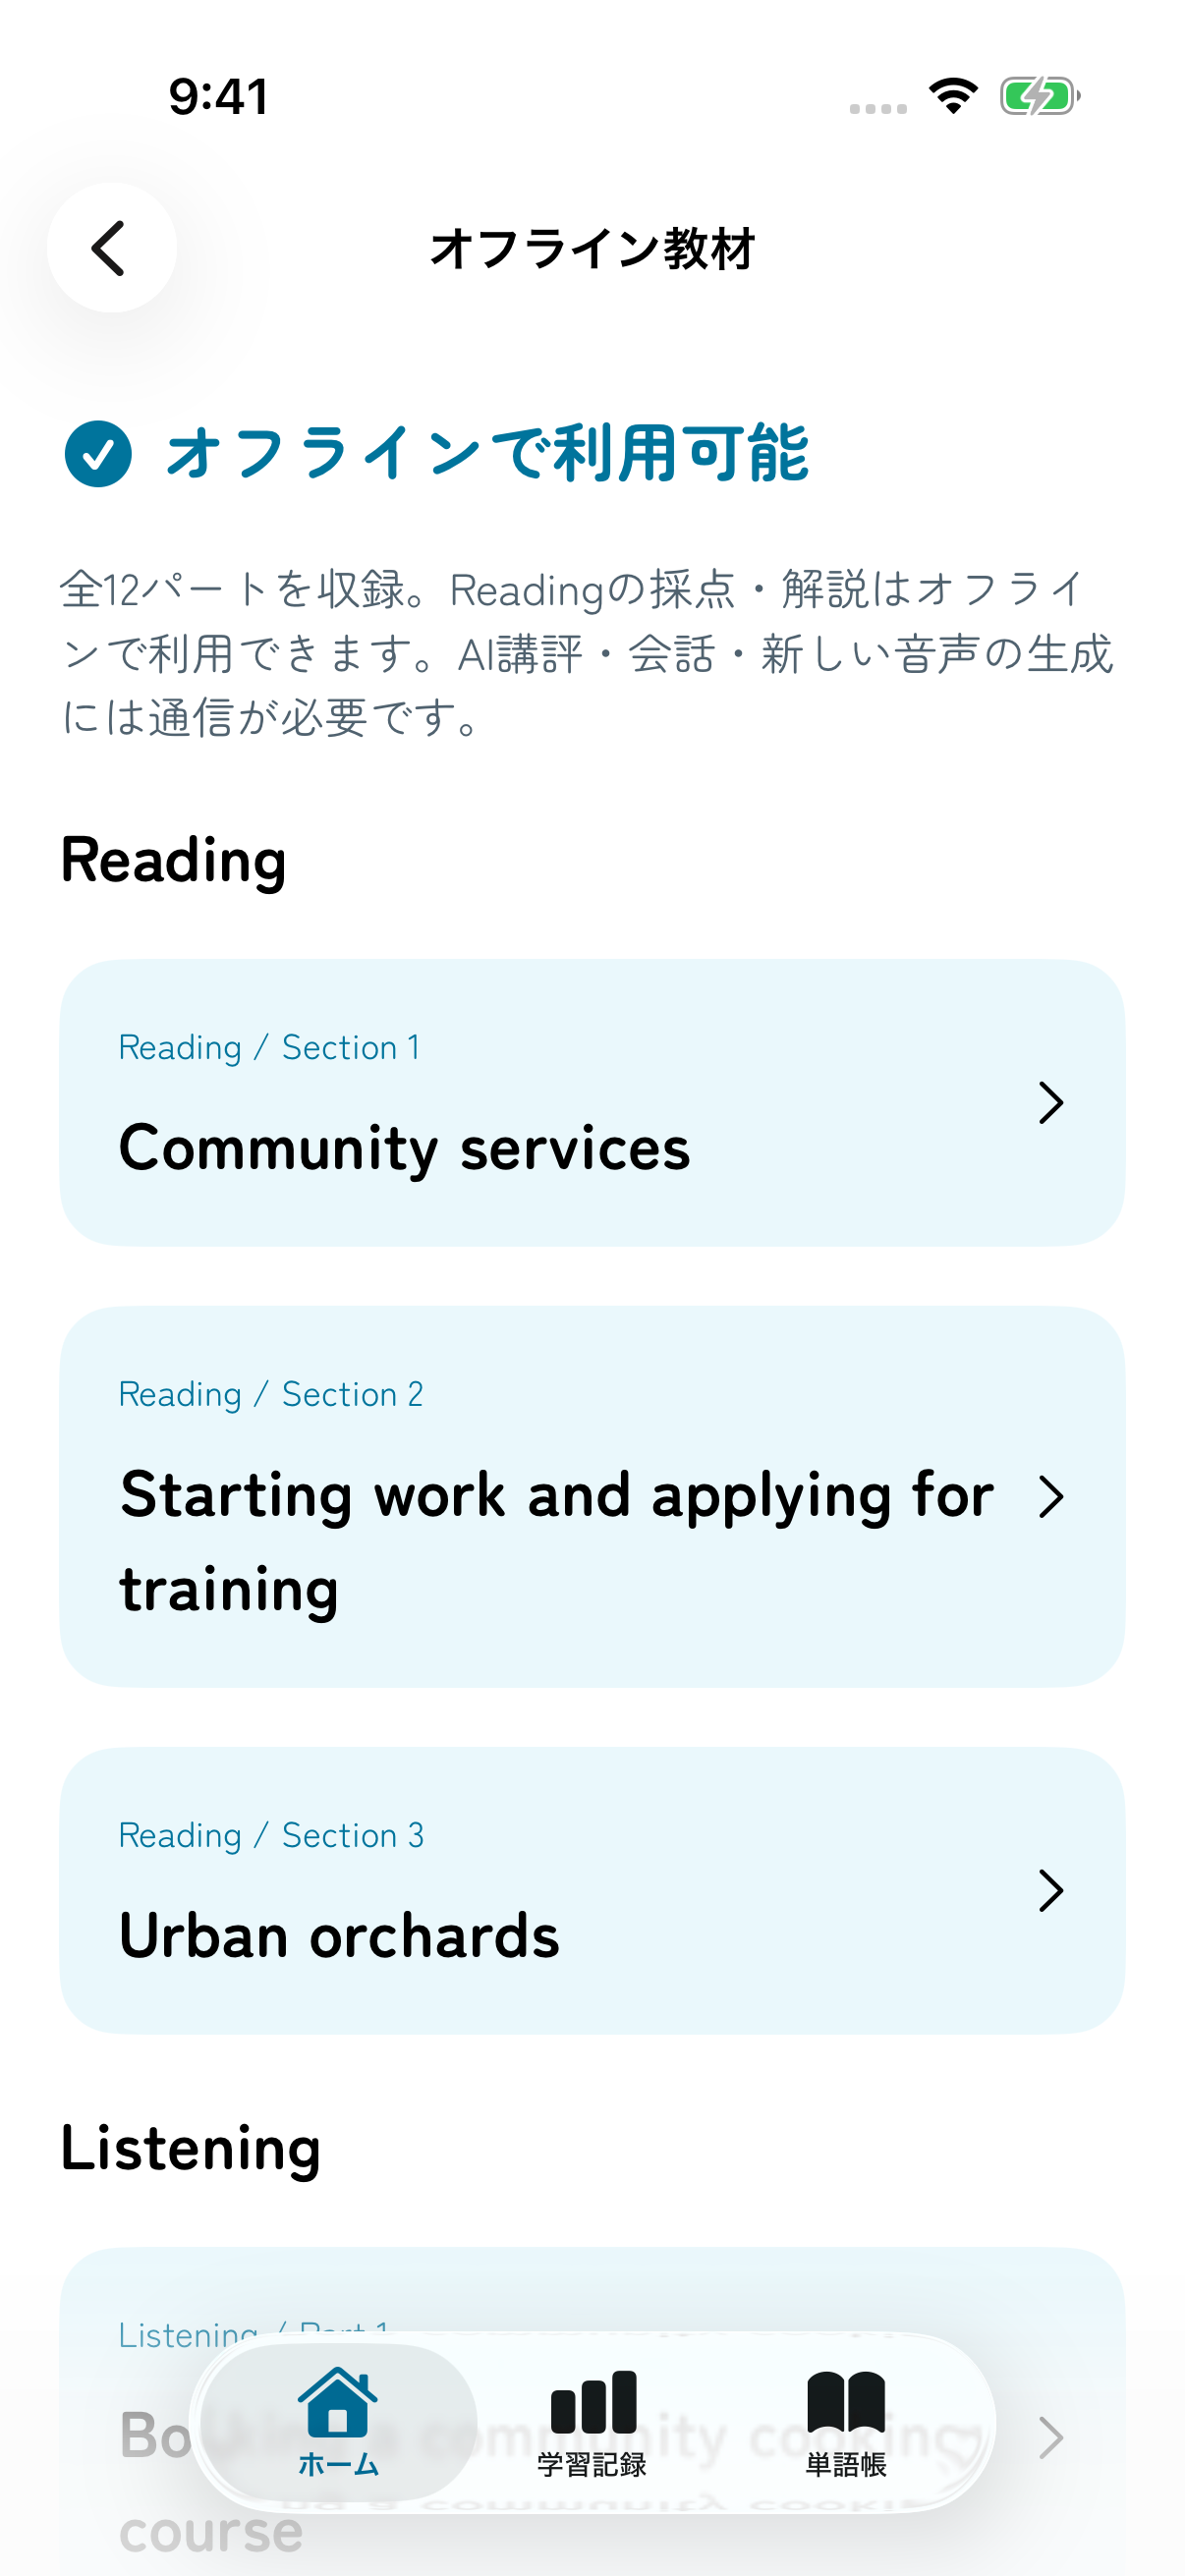 9:41
オフライン教材
オフラインで利用可能
全12パートを収録。Readingの採点・解説はオフライ
ンで利用できます。AI講評・会話・新しい音声の生成
には通信が必要です。
Reading
Reading / Section 1
Community services
Reading / Section 2
Starting work and applying for
training
Reading / Section 3
Urban orchards
Listening
Listening / Part 1
community cooking
course
ホーム
学習記録
単語帳